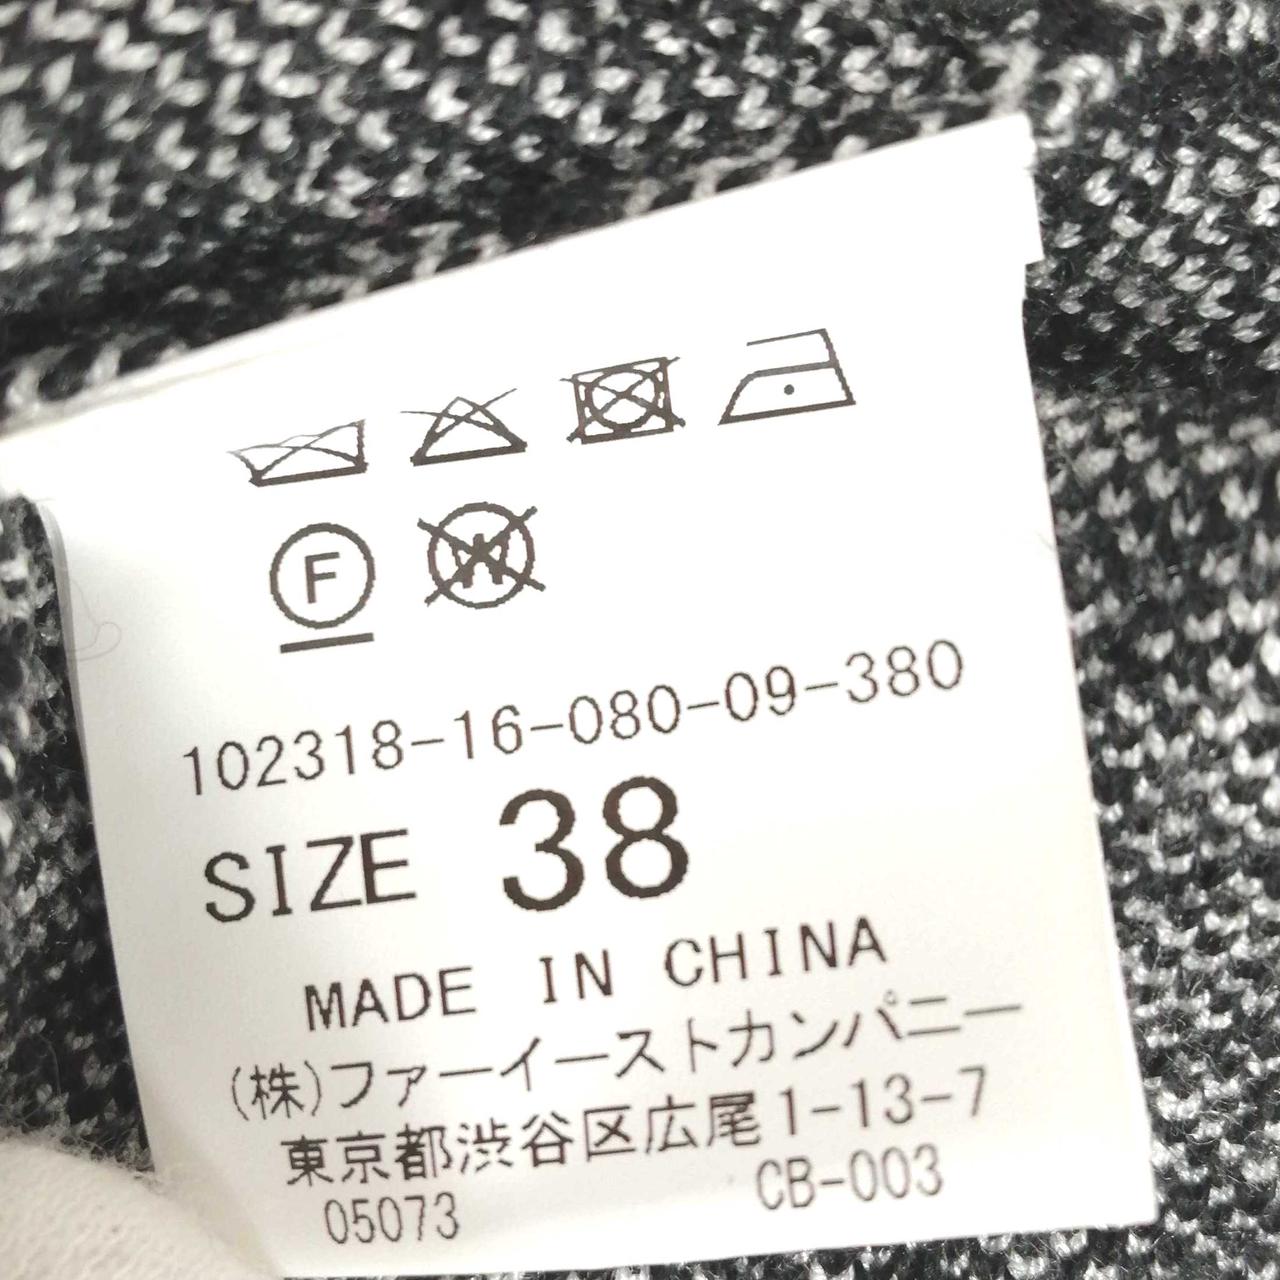 F
W
102318-16-080-09-380
SIZE 38
MADE IN CHINA
(株)ファーイーストカンパニー
東京都渋谷区広尾1-13-7
05073 CB-003